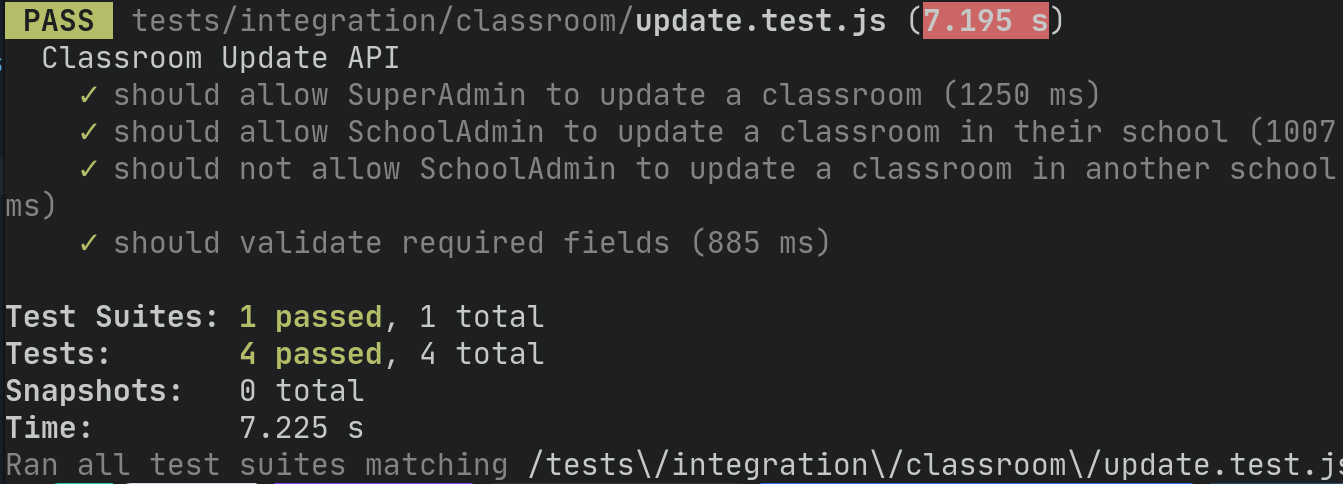 PASS tests/integration/classroom/update.test.js (7.195 s)
Classroom Update API
✓ should allow SuperAdmin to update a classroom (1250 ms)
✓ should allow SchoolAdmin to update a classroom in their school (1007
✓ should not allow SchoolAdmin to update a classroom in another school
ms)
✓ should validate required fields (885 ms)
Test Suites: 1 passed, 1 total
Tests: 4 passed, 4 total
Snapshots: 0 total
Time: 7.225 s
Ran all test suites matching /tests\/integration\/classroom\/update.test.js